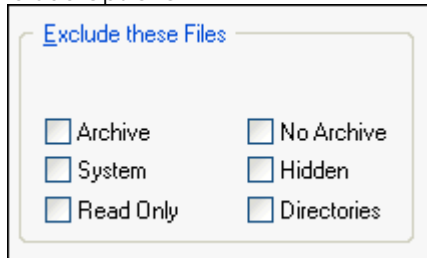 Exclude these Files
Archive No Archive
System Hidden
Read Only Directories